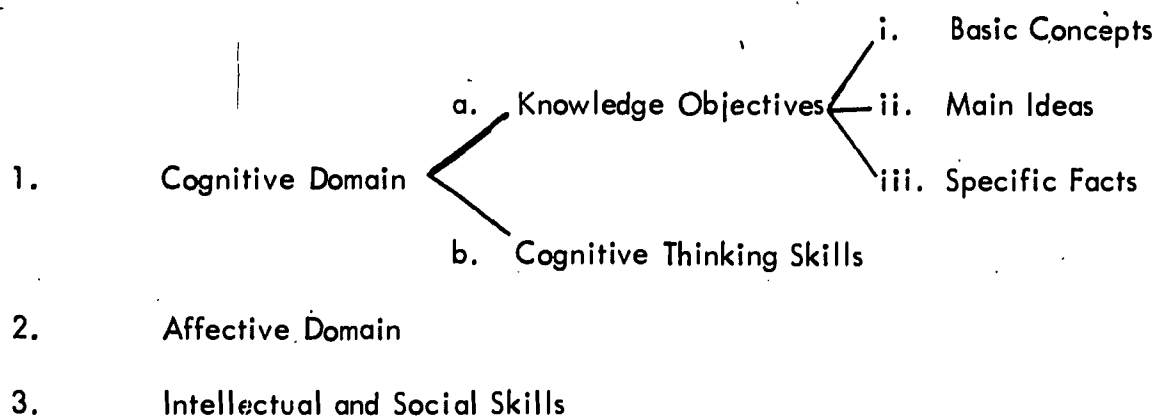 i. Basic Concepts
a. Knowledge Objectives ii. Main Ideas
1. Cognitive Domain iii. Specific Facts
b. Cognitive Thinking Skills
2. Affective Domain
3. Intellectual and Social Skills